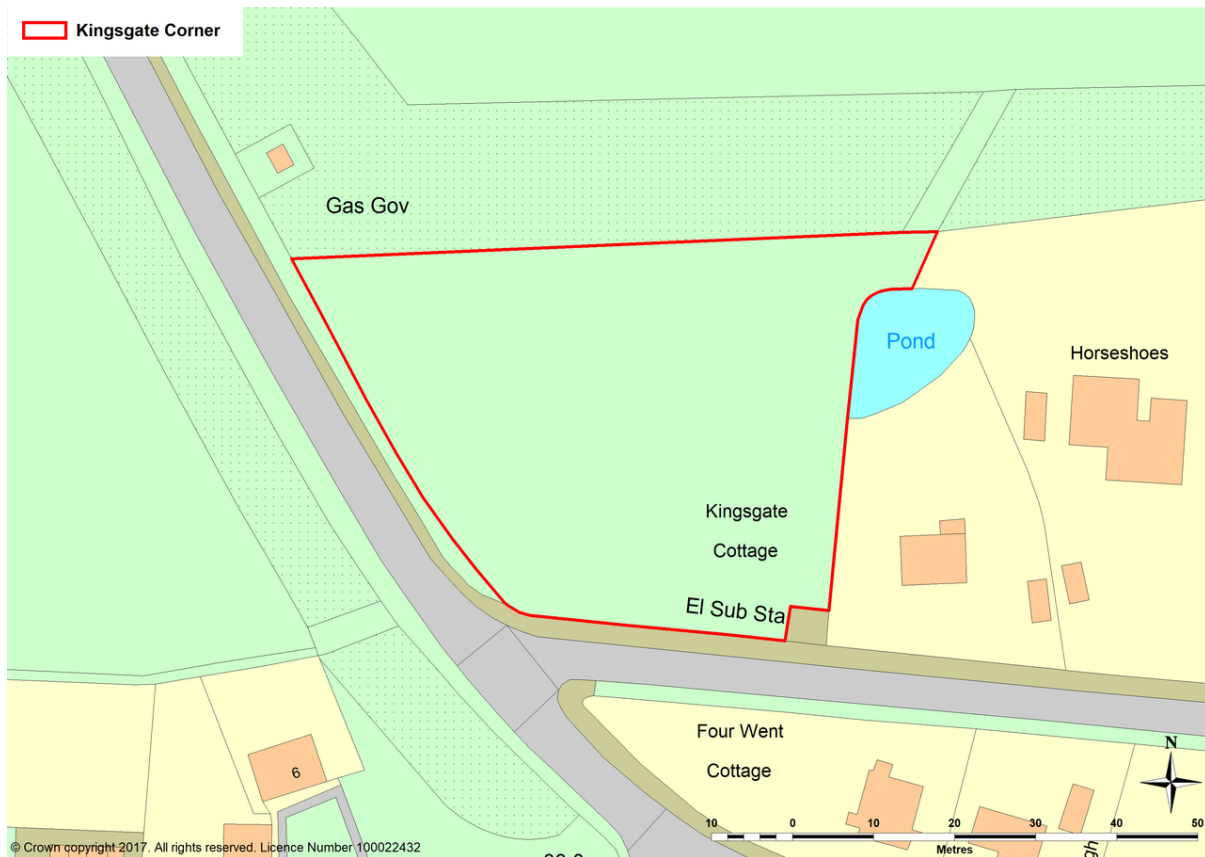 Kingsgate Corner
Gas Gov
Pond
Horseshoes
Kingsgate
Cottage
El Sub Sta
Four Went
Cottage
N
6
10 0 10 20 30 40 50
Metres
© Crown copyright 2017. All rights reserved. Licence Number 100022432